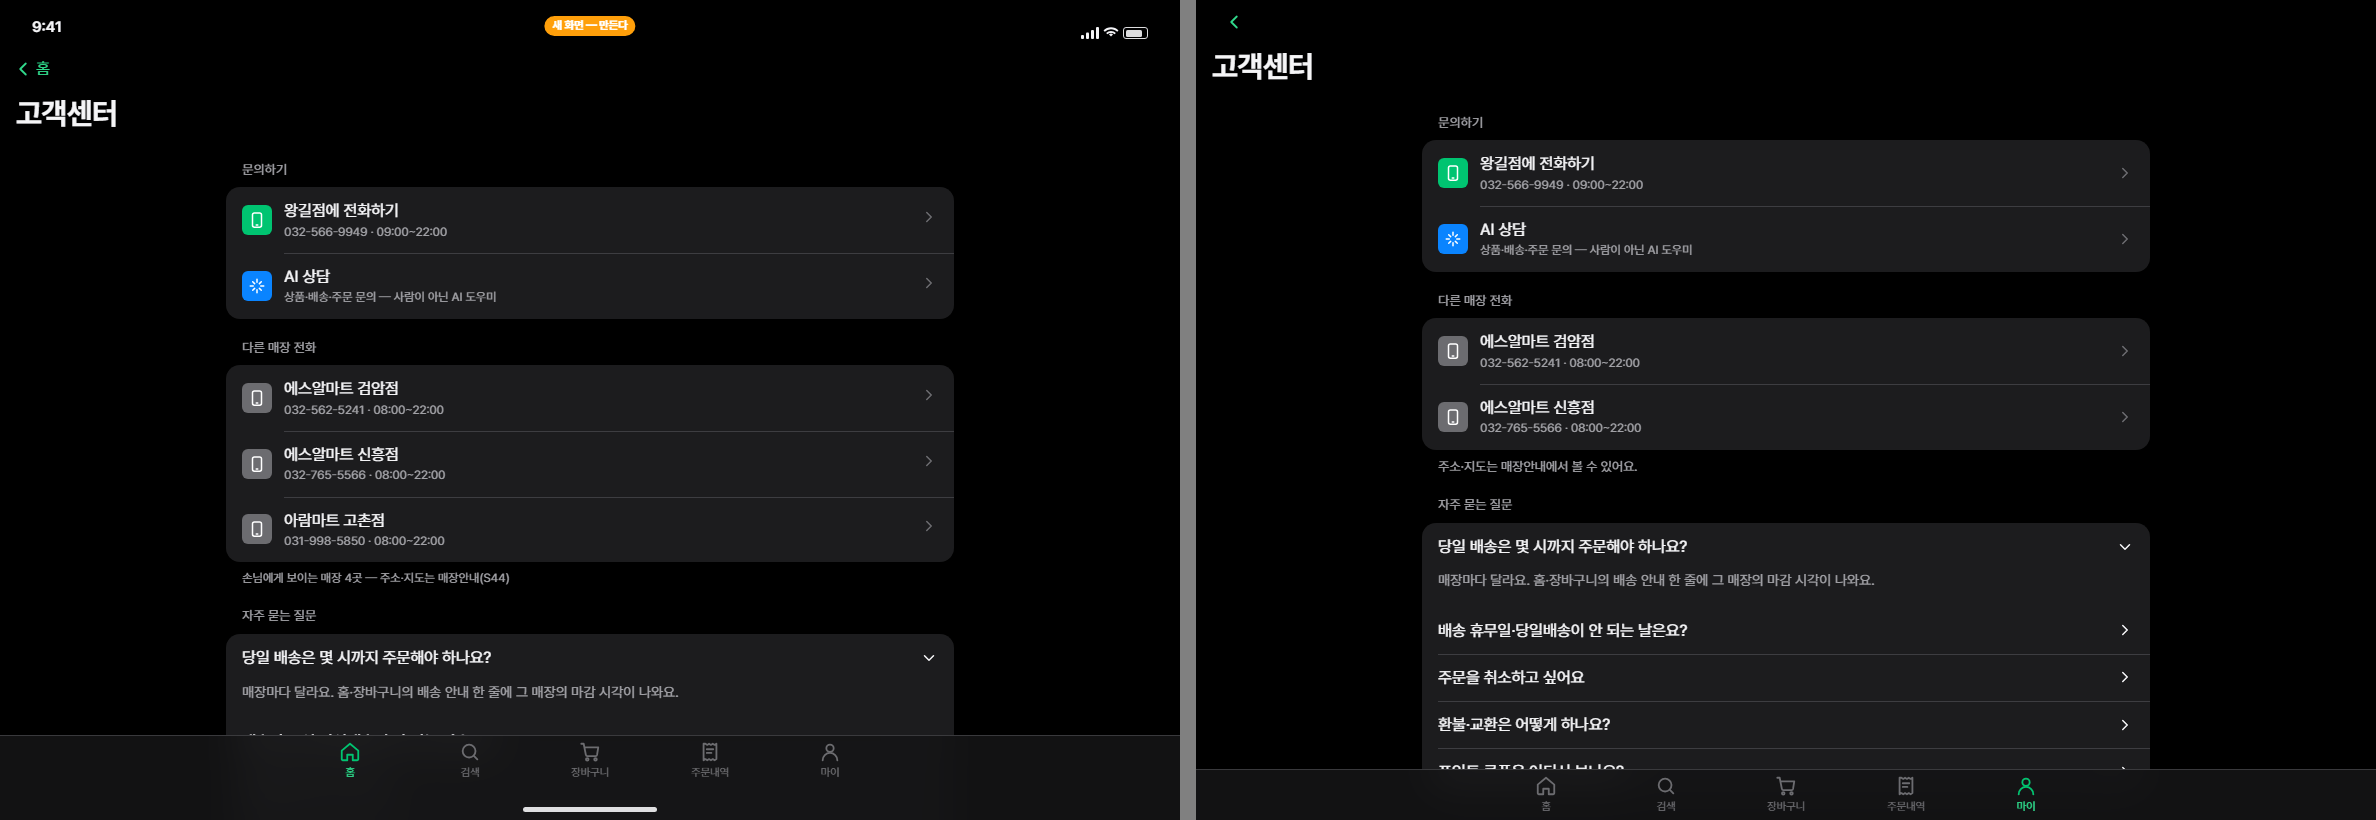 9:41
새 화면 — 만든다
홈
고객센터
문의하기
왕길점에 전화하기
032-566-9949 · 09:00~22:00
AI 상담
상품·배송·주문 문의 — 사람이 아닌 AI 도우미
다른 매장 전화
에스알마트 검암점
032-562-5241 · 08:00~22:00
에스알마트 신흥점
032-765-5566 · 08:00~22:00
아람마트 고촌점
031-998-5850 · 08:00~22:00
손님에게 보이는 매장 4곳 — 주소·지도는 매장안내(S44)
자주 묻는 질문
당일 배송은 몇 시까지 주문해야 하나요?
매장마다 달라요. 홈·장바구니의 배송 안내 한 줄에 그 매장의 마감 시각이 나와요.
홈
검색
장바구니
주문내역
마이
고객센터
문의하기
왕길점에 전화하기
032-566-9949 · 09:00~22:00
AI 상담
상품·배송·주문 문의 — 사람이 아닌 AI 도우미
다른 매장 전화
에스알마트 검암점
032-562-5241 · 08:00~22:00
에스알마트 신흥점
032-765-5566 · 08:00~22:00
주소·지도는 매장안내에서 볼 수 있어요.
자주 묻는 질문
당일 배송은 몇 시까지 주문해야 하나요?
매장마다 달라요. 홈·장바구니의 배송 안내 한 줄에 그 매장의 마감 시각이 나와요.
배송 휴무일·당일배송이 안 되는 날은요?
주문을 취소하고 싶어요
환불·교환은 어떻게 하나요?
홈
검색
장바구니
주문내역
마이